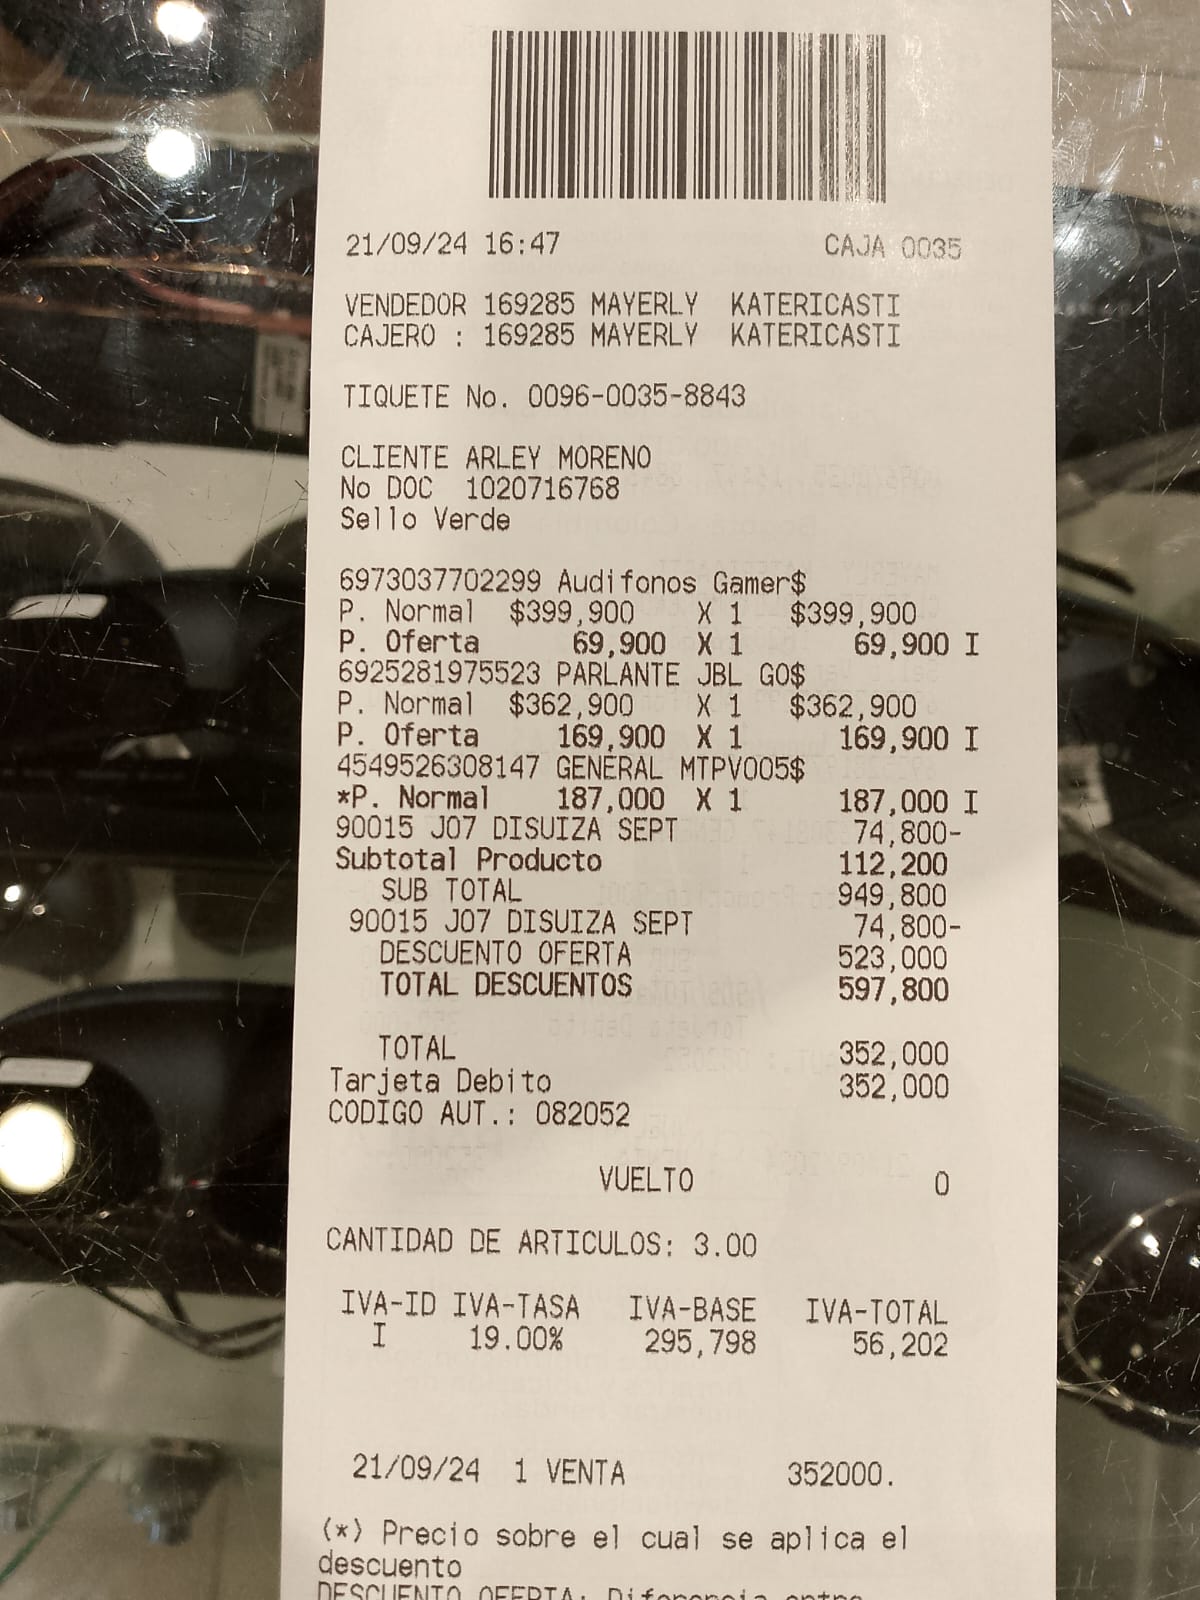 21/09/24 16:47 CAJA 0035
VENDEDOR 169285 MAYERLY KATERICASTI
CAJERO : 169285 MAYERLY KATERICASTI
TIQUETE No. 0096-0035-8843
CLIENTE ARLEY MORENO
No DOC 1020716768
Sello Verde
6973037702299 Audifonos Gamer$
P. Normal $399,900 X 1 $399,900
P. Oferta 69,900 X 1 69,900 I
6925281975523 PARLANTE JBL GO$
P. Normal $362,900 X 1 $362,900
P. Oferta 169,900 X 1 169,900 I
4549526308147 GENERAL MTPV005$
*P. Normal 187,000 X 1 187,000 I
90015 J07 DISUIZA SEPT 74,800-
Subtotal Producto 112,200
SUB TOTAL 949,800
90015 J07 DISUIZA SEPT 74,800-
DESCUENTO OFERTA 523,000
TOTAL DESCUENTOS 597,800
TOTAL 352,000
Tarjeta Debito 352,000
CODIGO AUT.: 082052
VUELTO 0
CANTIDAD DE ARTICULOS: 3.00
IVA-ID IVA-TASA IVA-BASE IVA-TOTAL
I 19.00% 295,798 56,202
21/09/24 1 VENTA 352000.
(*) Precio sobre el cual se aplica el
descuento
DESCUENTO OFERTA: Diferencia entre